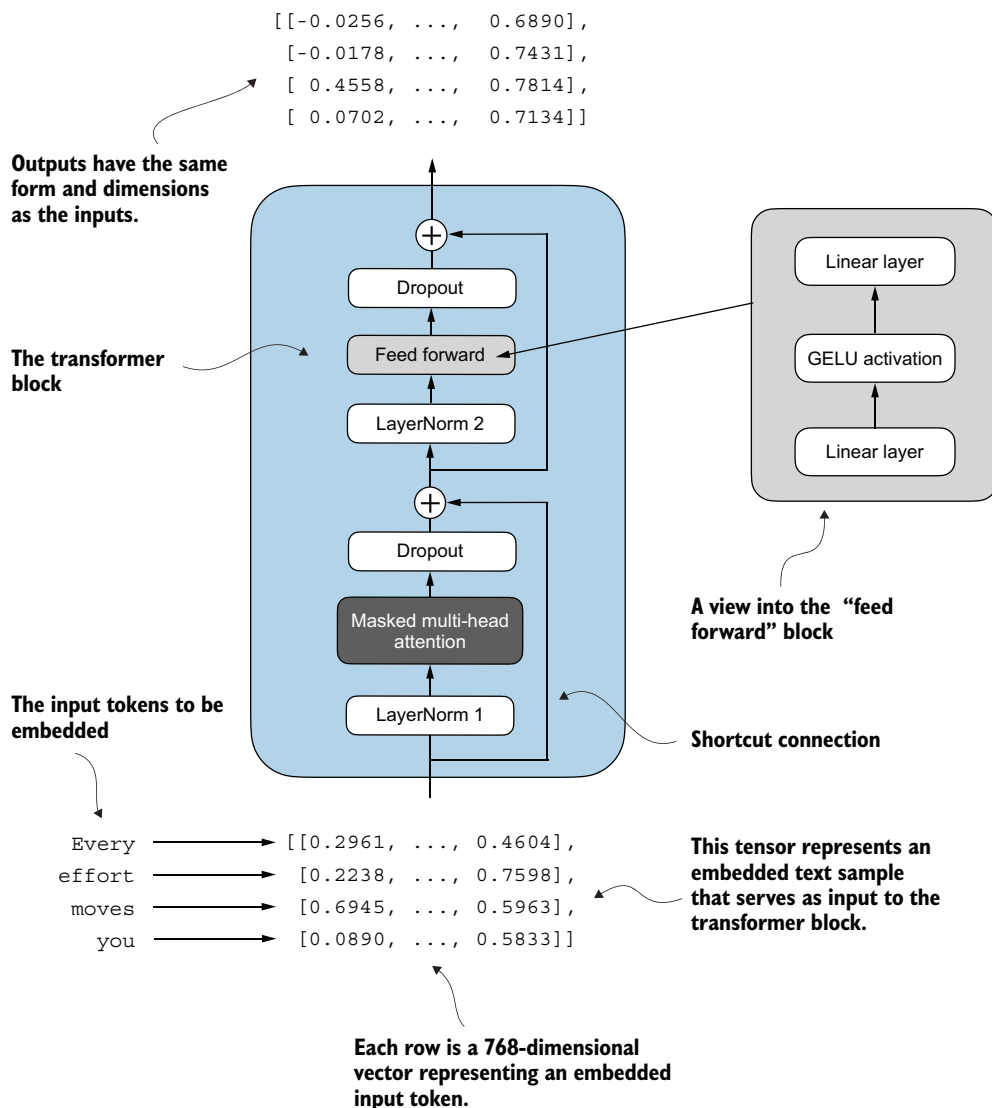 [[-0.0256, ..., 0.6890],
[-0.0178, ..., 0.7431],
[ 0.4558, ..., 0.7814],
[ 0.0702, ..., 0.7134]]
Outputs have the same
form and dimensions
as the inputs.
+
Dropout
Feed forward
LayerNorm 2
+
Dropout
Masked multi-head
attention
LayerNorm 1
The transformer
block
Linear layer
GELU activation
Linear layer
A view into the “feed
forward” block
Shortcut connection
The input tokens to be
embedded
Every [[0.2961, ..., 0.4604],
effort [0.2238, ..., 0.7598],
moves [0.6945, ..., 0.5963],
you [0.0890, ..., 0.5833]]
This tensor represents an
embedded text sample
that serves as input to the
transformer block.
Each row is a 768-dimensional
vector representing an embedded
input token.